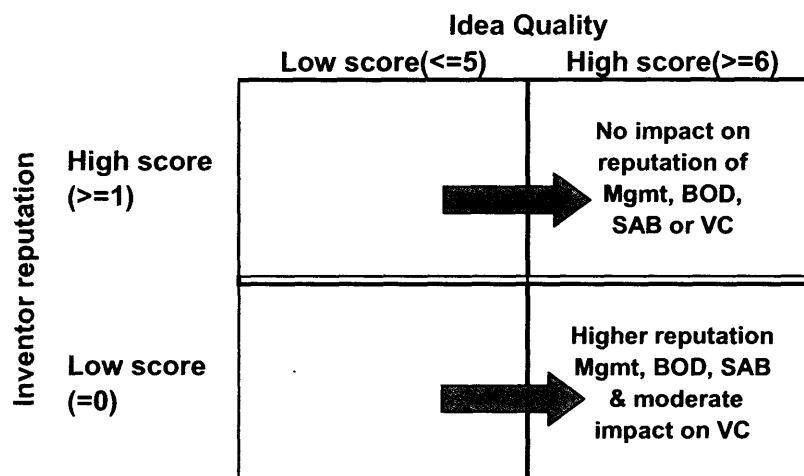 Idea Quality
Low score(<=5)
High score(>=6)
Inventor reputation
High score
(>=1)
No impact on
reputation of
Mgmt, BOD,
SAB or VC
Low score
(=0)
Higher reputation
Mgmt, BOD, SAB
& moderate
impact on VC